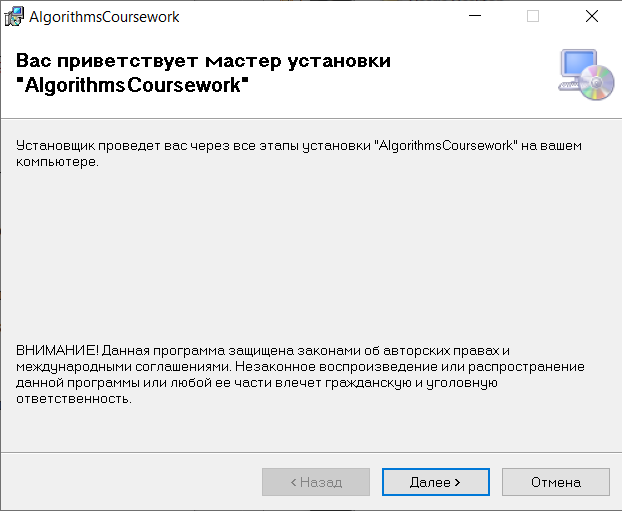 AlgorithmsCoursework
Вас приветствует мастер установки
"AlgorithmsCoursework"
Установщик проведет вас через все этапы установки "AlgorithmsCoursework" на вашем
компьютере.
ВНИМАНИЕ! Данная программа защищена законами об авторских правах и
международными соглашениями. Незаконное воспроизведение или распространение
данной программы или любой ее части влечет гражданскую и уголовную
ответственность.
< Назад
Далее >
Отмена